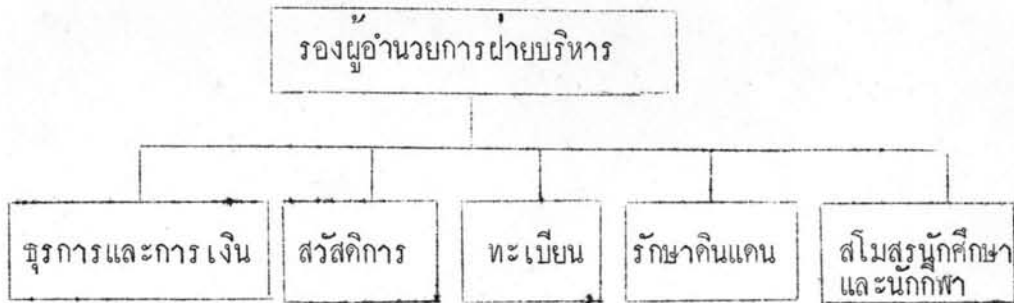 รองผู้อำนวยการฝ่ายบริหาร
ธุรการและการเงิน
สวัสดิการ
ทะเบียน
รักษาดินแดน
สโมสรนักศึกษา
และนักกีฬา